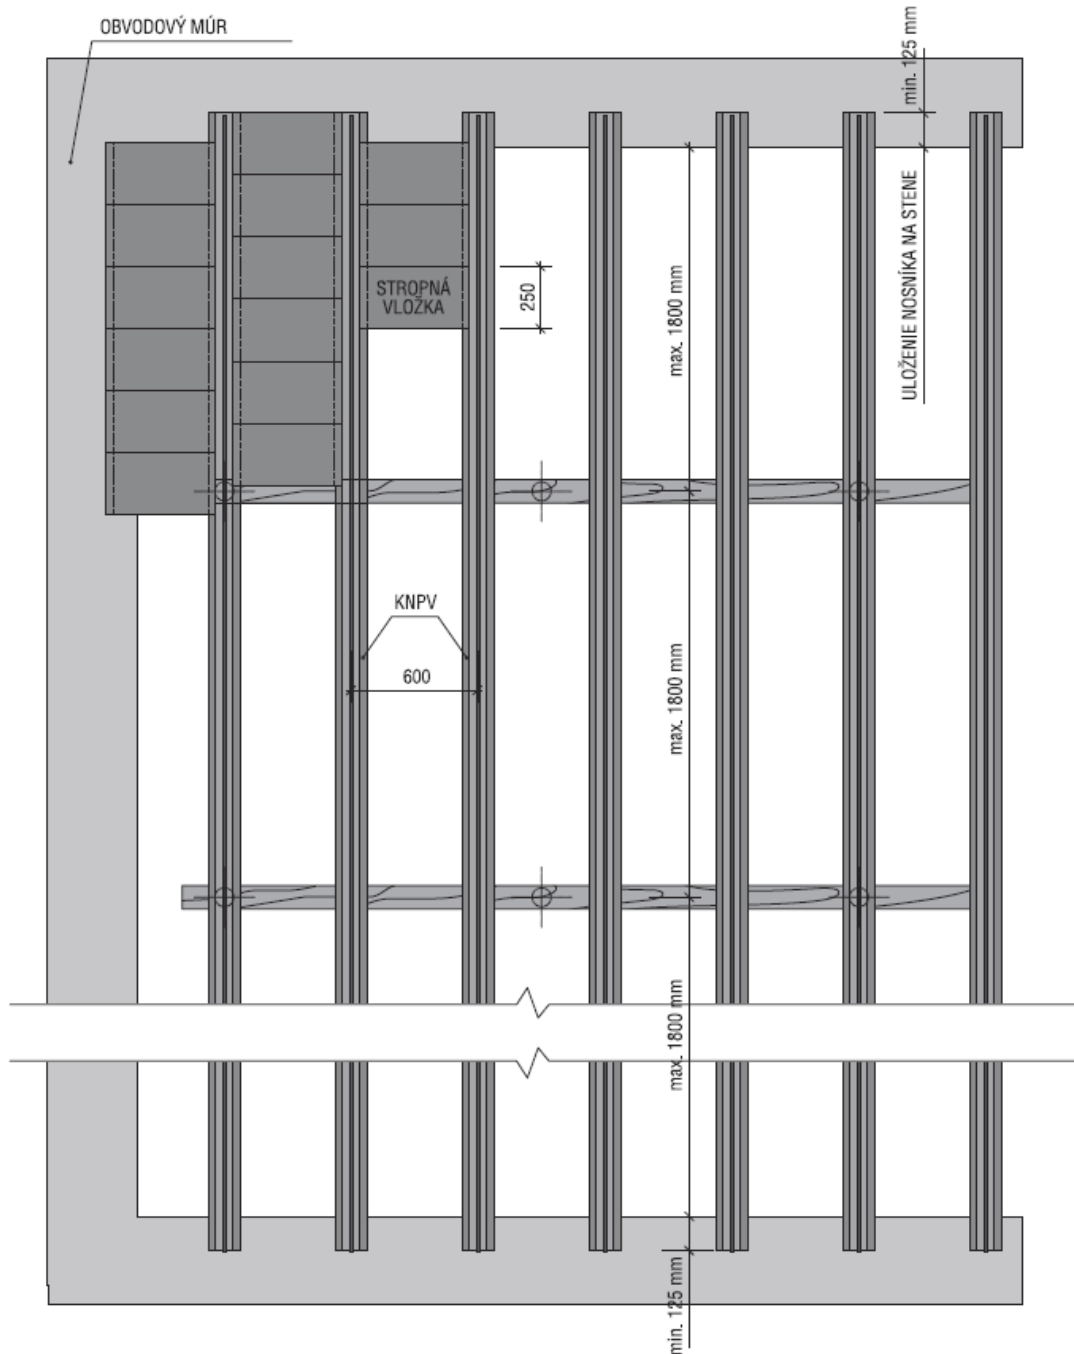 OBVODOVÝ MÚR
min. 125 mm
ULOŽENIE NOSNÍKA NA STENE
STROPNÁ
VLOŽKA
250
max. 1800 mm
KNPV
600
max. 1800 mm
max. 1800 mm
min. 125 mm